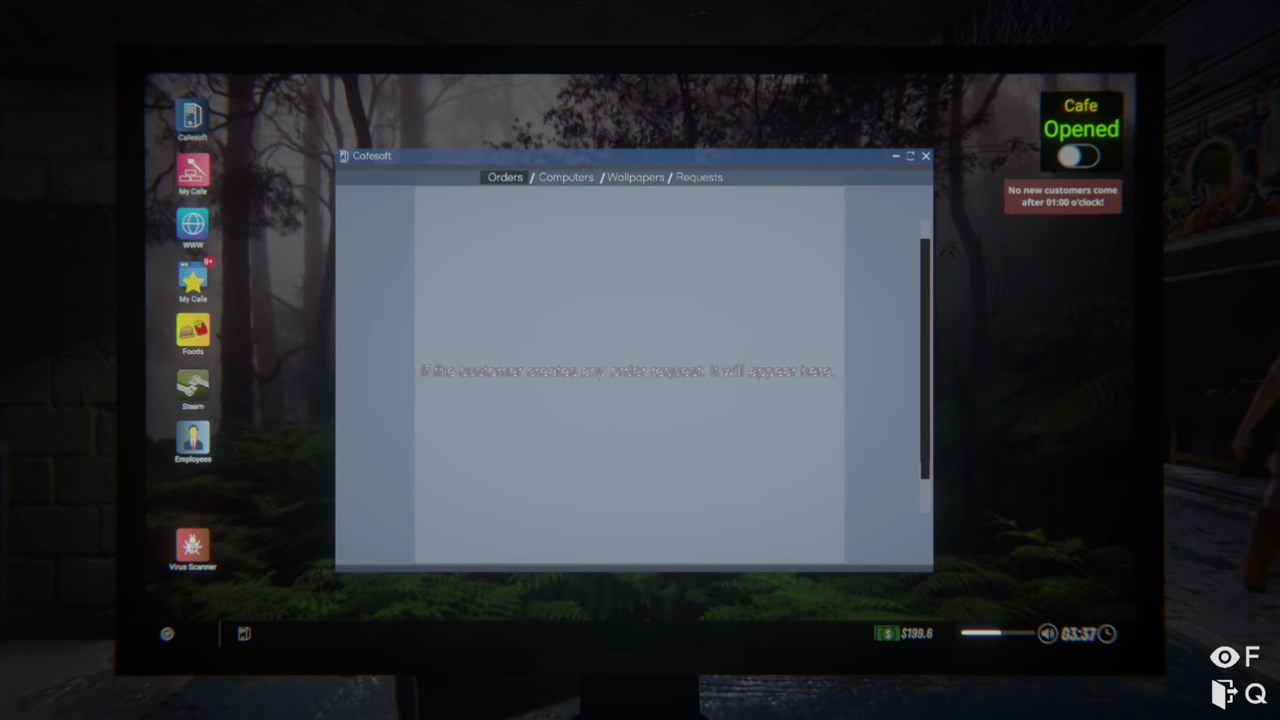 Cafesoft
My Cafe
WWW
9+
My Cafe
Foods
Steem
Employees
Virus Scanner
Cafesoft
Orders / Computers / Wallpapers / Requests
If the customer creates any order request. It will appear here.
Cafe
Opened
No new customers come
after 01:00 o'clock!
$199.6
03:37
F
Q